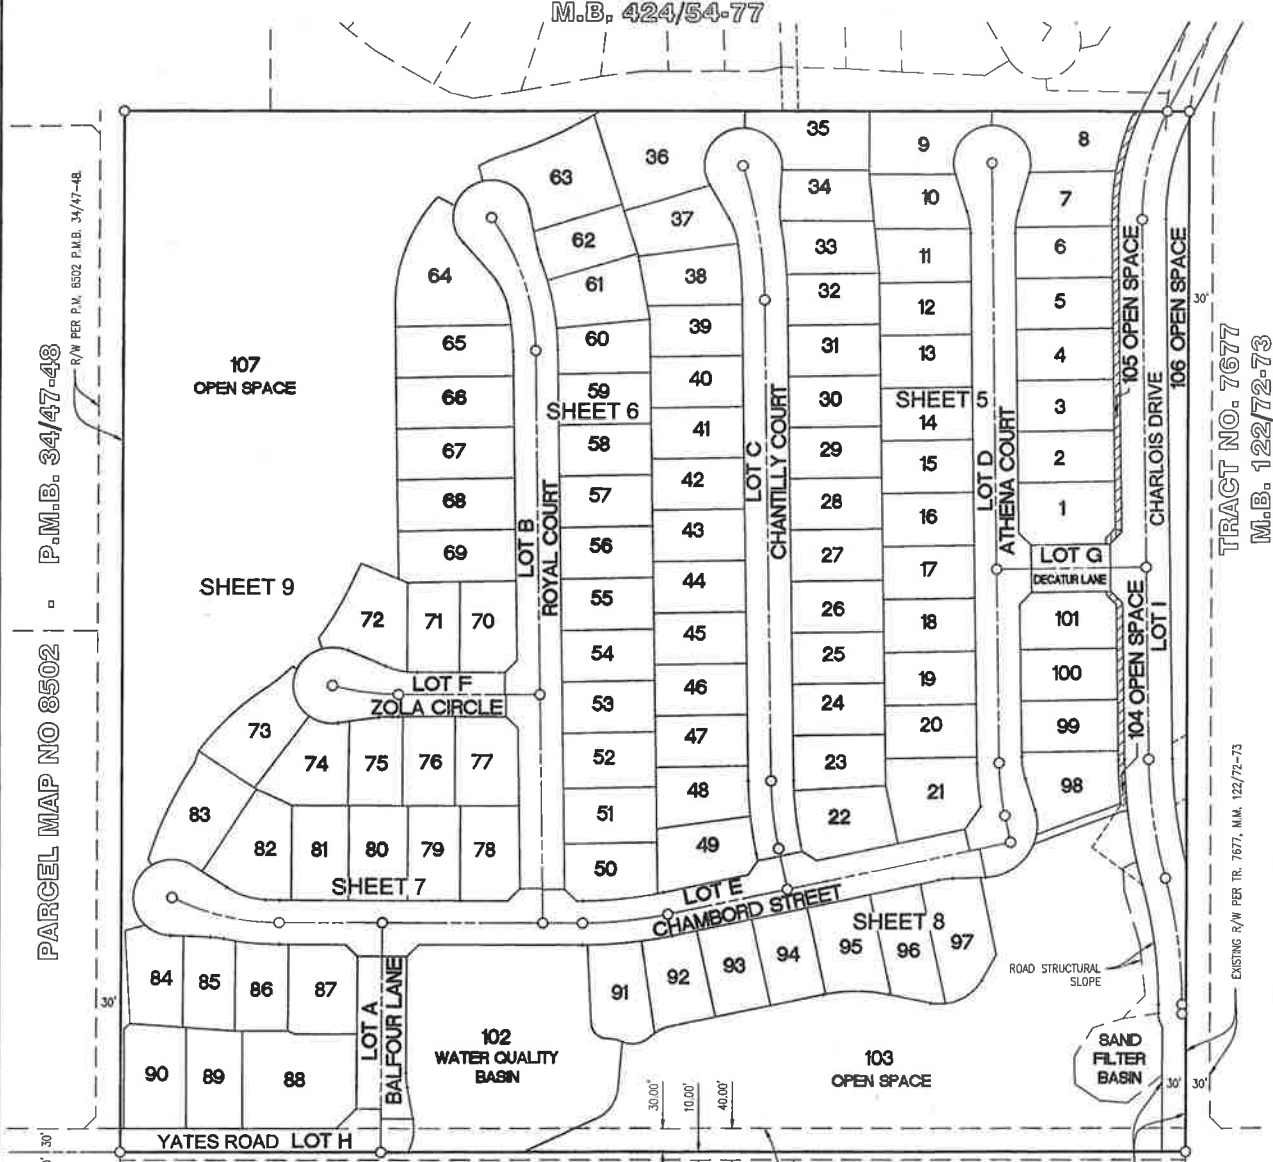 M.B. 424/54-77
R/W PER P.M. 8502 P.M.B. 34/47-48
PARCEL MAP NO 8502 - P.M.B. 34/47-48
TRACT NO. 7677
M.B. 122/72-73
EXISTING R/W PER TR. 7677, M.M. 122/72-73
107
OPEN SPACE
SHEET 9
64
65
66
67
68
69
72
71
70
63
62
61
60
59
SHEET 6
58
57
56
55
54
53
52
51
50
LOT B
ROYAL COURT
36
37
38
39
40
41
42
43
44
45
46
47
48
49
LOT C
CHANTILLY COURT
35
34
33
32
31
30
29
28
27
26
25
24
23
22
9
10
11
12
13
SHEET 5
14
15
16
17
18
19
20
21
LOT D
ATHENA COURT
8
7
6
5
4
3
2
1
LOT G
DECATUR LANE
101
100
99
98
105 OPEN SPACE
106 OPEN SPACE
CHARLOIS DRIVE
LOT I
104 OPEN SPACE
30'
LOT F
ZOLA CIRCLE
73
74
75
76
77
83
82
81
80
79
78
SHEET 7
LOT E
CHAMBORD STREET
SHEET 8
84
85
86
87
90
89
88
LOT A
BALFOUR LANE
91
92
93
94
95
96
97
102
WATER QUALITY
BASIN
103
OPEN SPACE
ROAD STRUCTURAL
SLOPE
SAND
FILTER
BASIN
30'
30'
30'
30.00'
10.00'
40.00'
YATES ROAD LOT H
30'